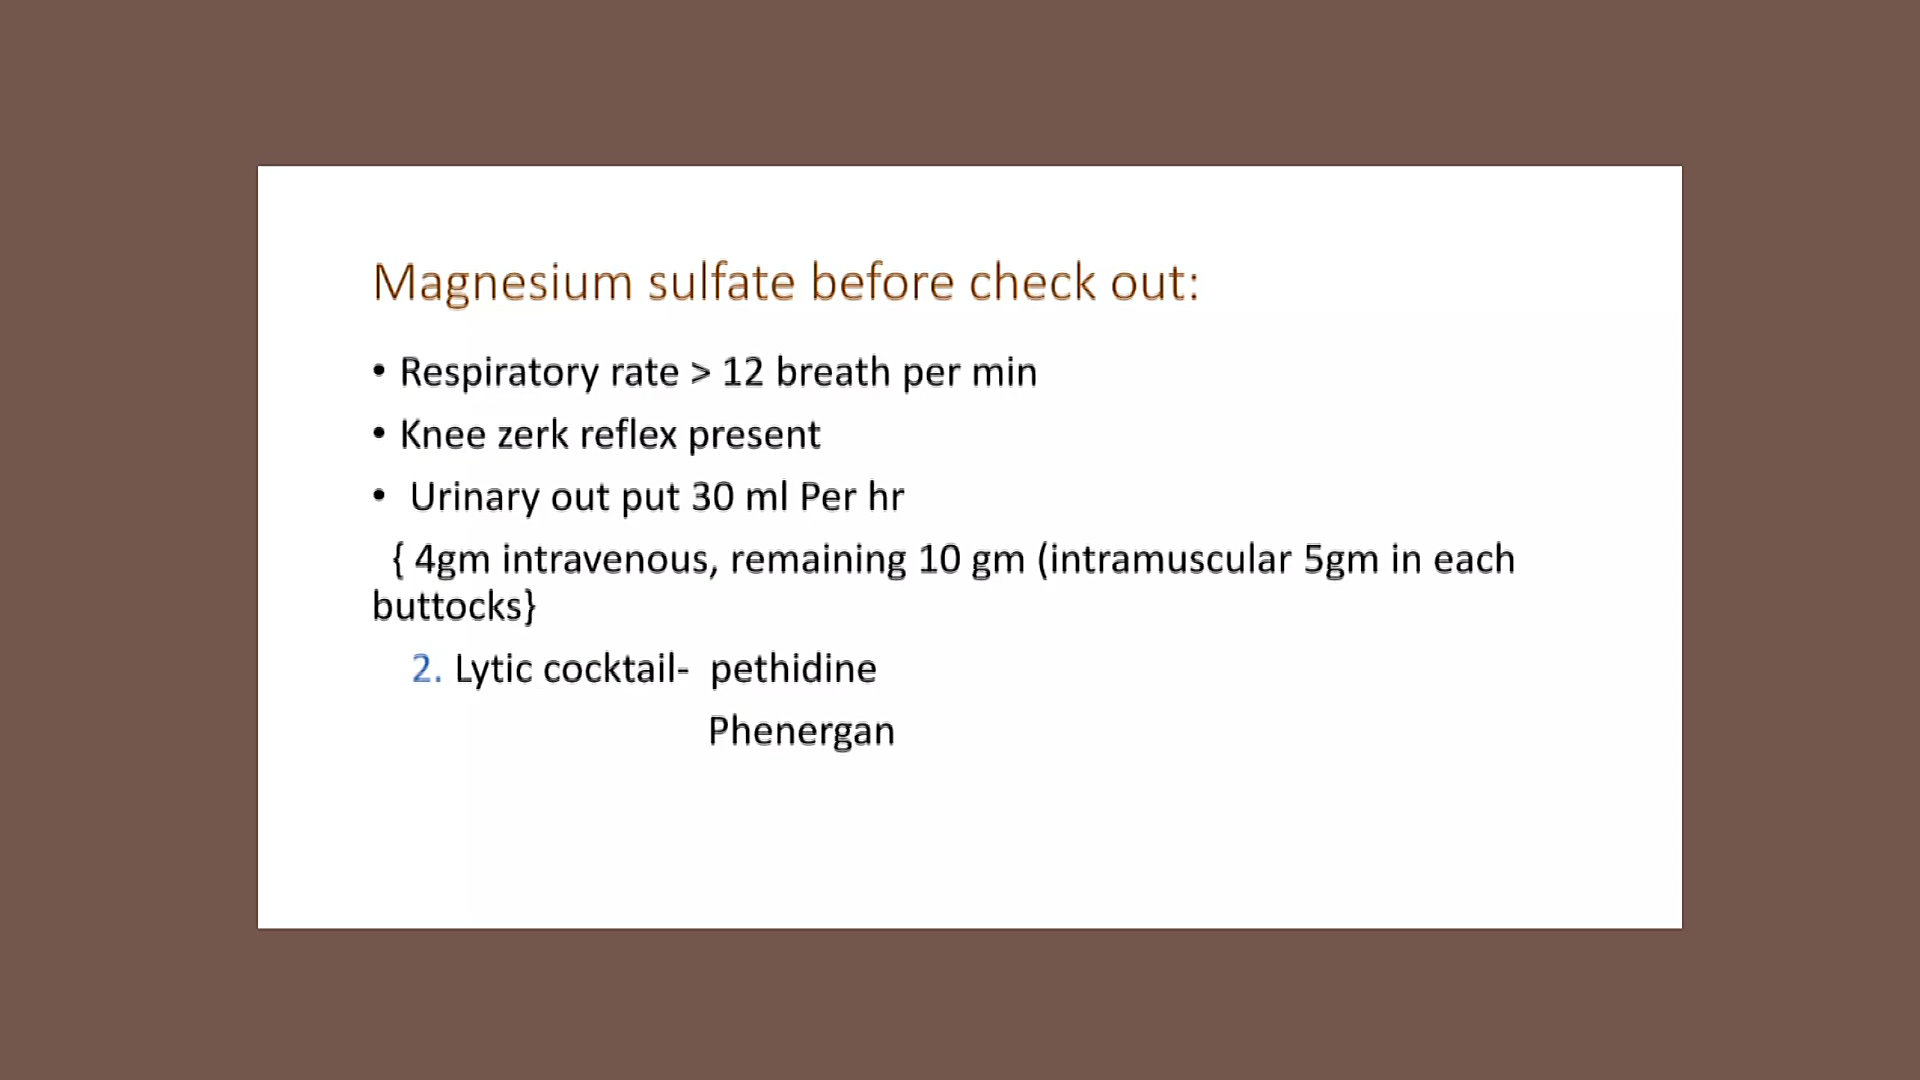 Magnesium sulfate before check out:
• Respiratory rate > 12 breath per min
• Knee zerk reflex present
• Urinary out put 30 ml Per hr
{ 4gm intravenous, remaining 10 gm (intramuscular 5gm in each
buttocks}
2. Lytic cocktail- pethidine
Phenergan